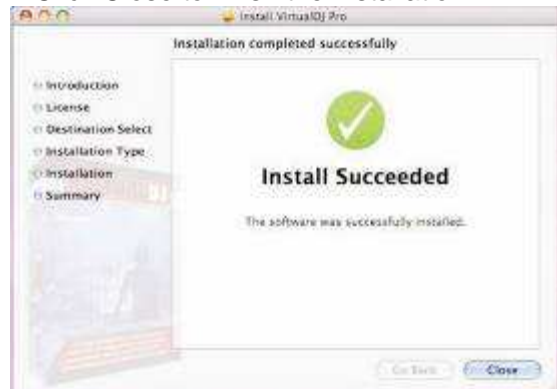 Install VirtualDJ Pro
Installation completed successfully
Introduction
License
Destination Select
Installation Type
Installation
Summary
Install Succeeded
The software was successfully installed.
Go Back
Close